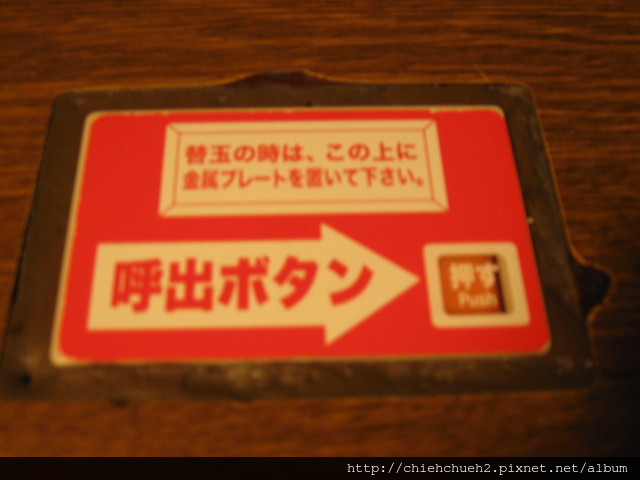 替玉の時は、この上に
金属プレートを置いて下さい。
呼出ボタン
押す
Push
http://chiehchueh2.pixnet.net/album